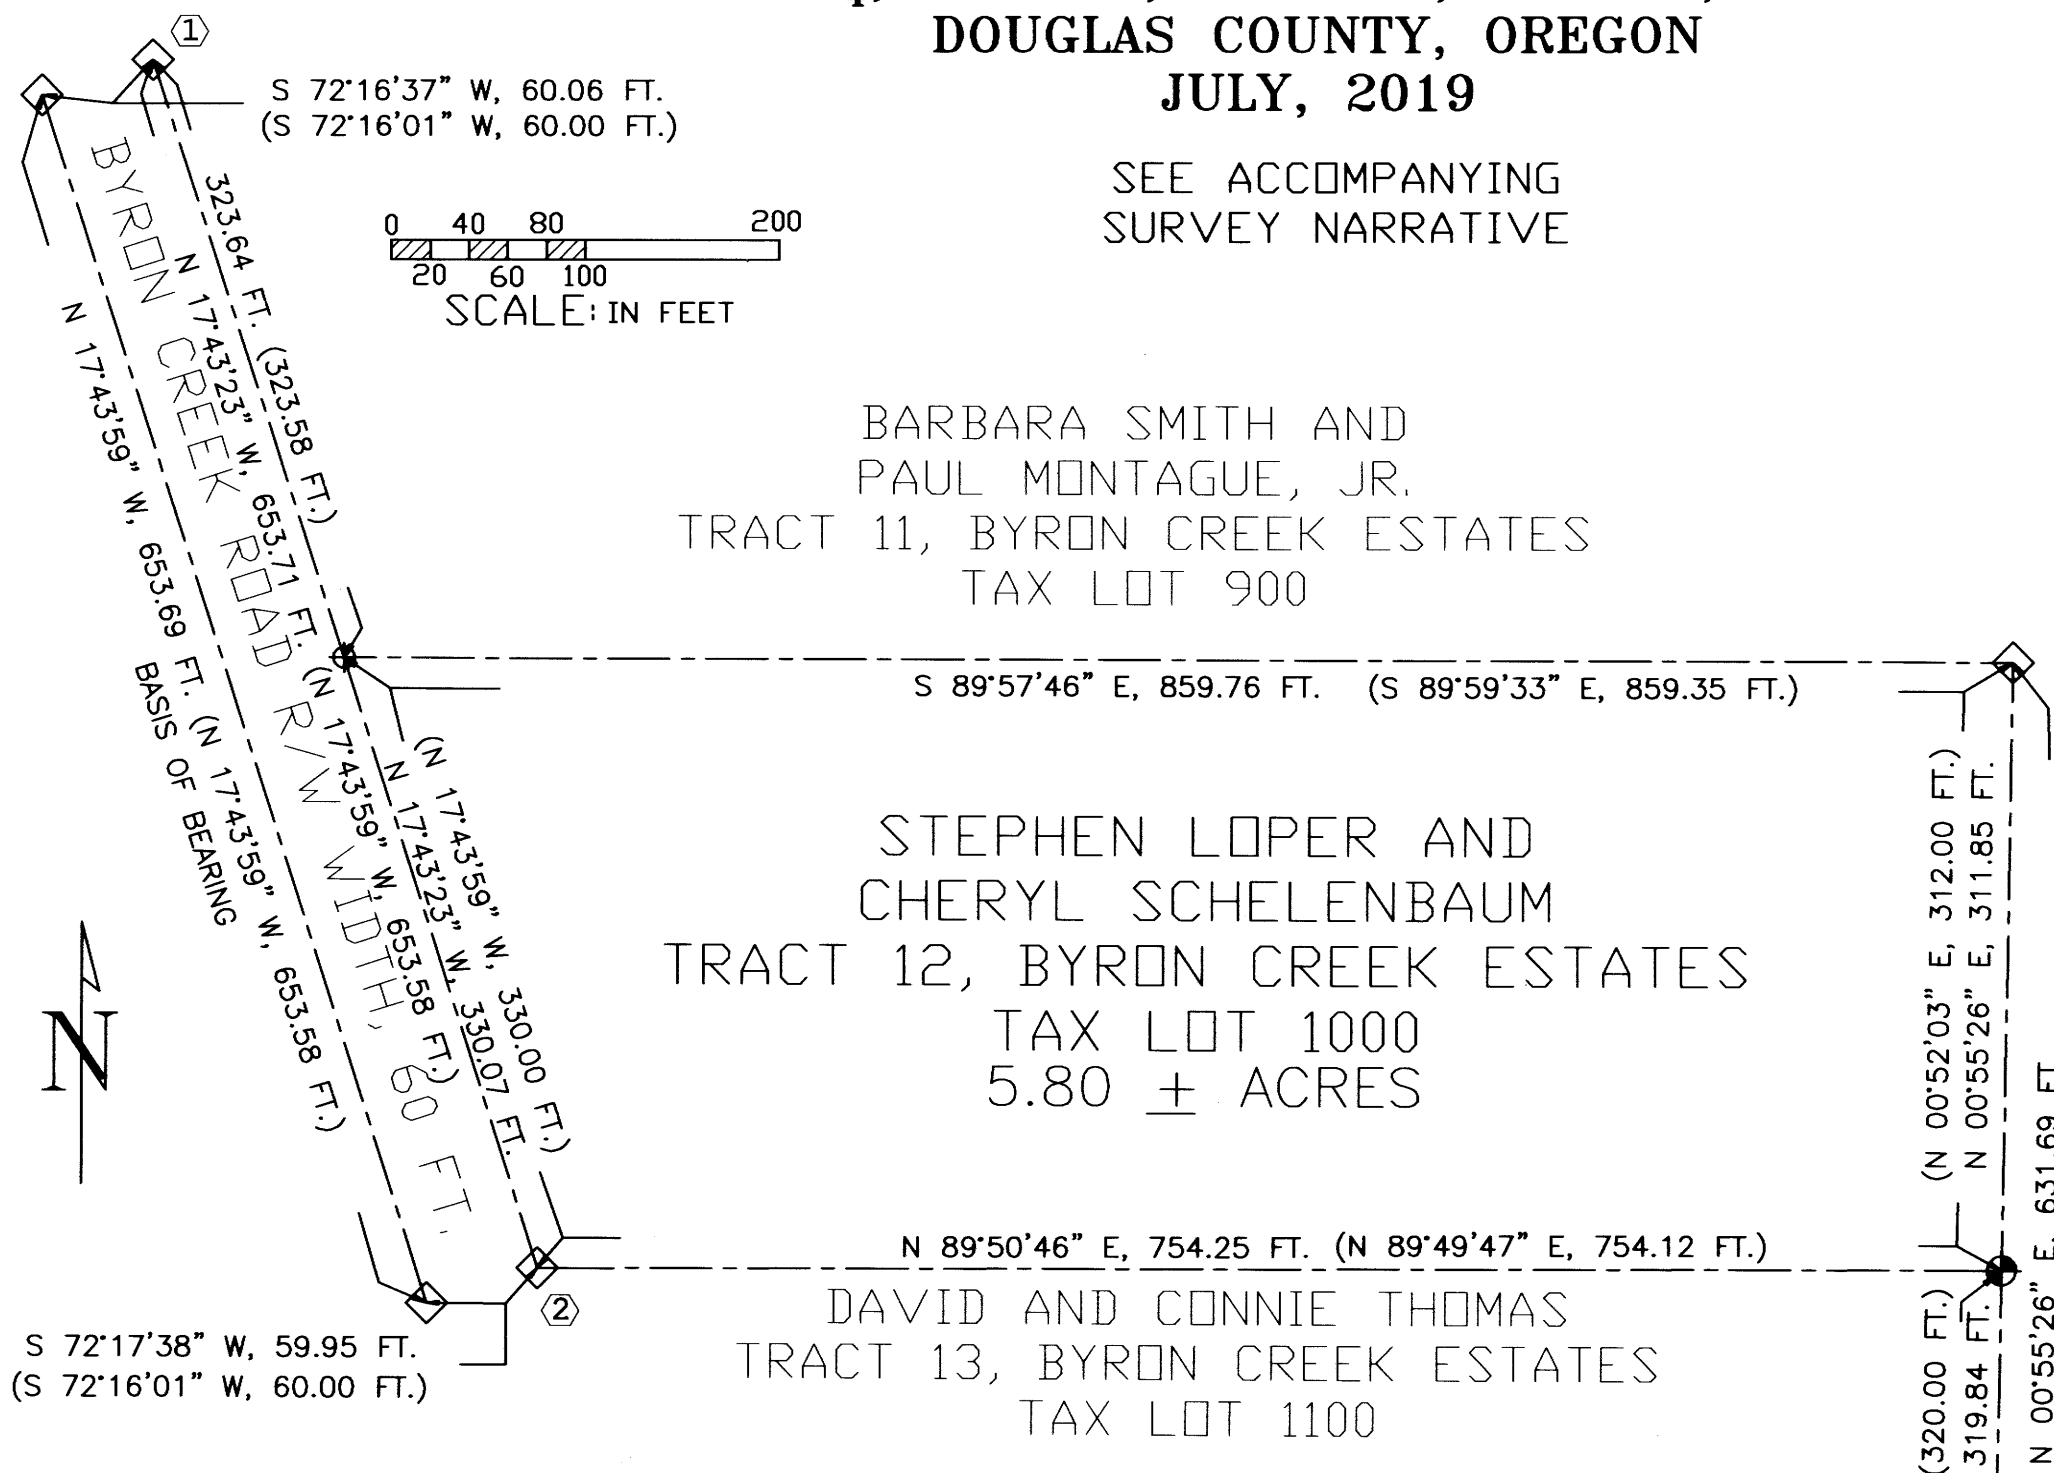 DOUGLAS COUNTY, OREGON
JULY, 2019
SEE ACCOMPANYING
SURVEY NARRATIVE
1
S 72°16'37" W, 60.06 FT.
(S 72°16'01" W, 60.00 FT.)
0 40 80 200
20 60 100
SCALE: IN FEET
323.64 FT. (323.58 FT.)
N 17°43'23" W, 653.71 FT. (N 17°43'59" W, 653.58 FT.)
BYRON CREEK ROAD R/W WIDTH, 60 FT.
N 17°43'59" W, 653.69 FT. (N 17°43'59" W, 653.58 FT.)
BASIS OF BEARING
BARBARA SMITH AND
PAUL MONTAGUE, JR.
TRACT 11, BYRON CREEK ESTATES
TAX LOT 900
S 89°57'46" E, 859.76 FT. (S 89°59'33" E, 859.35 FT.)
(N 17°43'59" W, 330.00 FT.)
N 17°43'23" W, 330.07 FT.
STEPHEN LOPER AND
CHERYL SCHELENBAUM
TRACT 12, BYRON CREEK ESTATES
TAX LOT 1000
5.80 ± ACRES
(N 00°52'03" E, 312.00 FT.)
N 00°55'26" E, 311.85 FT.
N 00°55'26" E, 631.69 FT.
N
N 89°50'46" E, 754.25 FT. (N 89°49'47" E, 754.12 FT.)
2
DAVID AND CONNIE THOMAS
TRACT 13, BYRON CREEK ESTATES
TAX LOT 1100
S 72°17'38" W, 59.95 FT.
(S 72°16'01" W, 60.00 FT.)
(320.00 FT.)
319.84 FT.